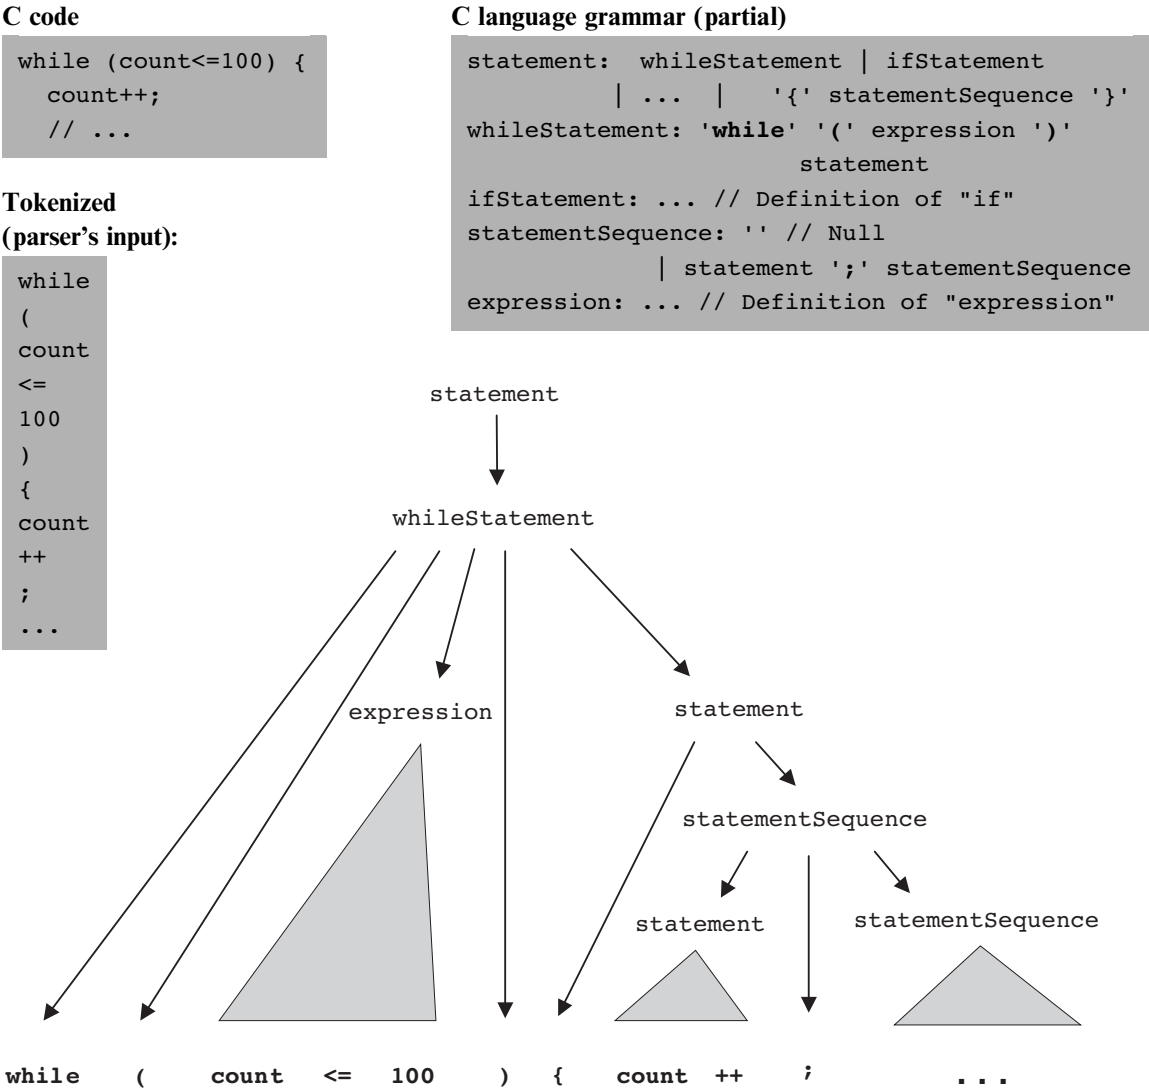 C code
while (count<=100) {
count++;
// ...
Tokenized
(parser's input):
while
(
count
<=
100
)
{
count
++
;
...
C language grammar (partial)
statement: whileStatement | ifStatement
| ... | '{' statementSequence '}'
whileStatement: 'while' '(' expression ')'
statement
ifStatement: ... // Definition of "if"
statementSequence: '' // Null
| statement ';' statementSequence
expression: ... // Definition of "expression"
statement
whileStatement
expression
statement
statementSequence
statement
statementSequence
while ( count <= 100 ) { count ++ ; ...